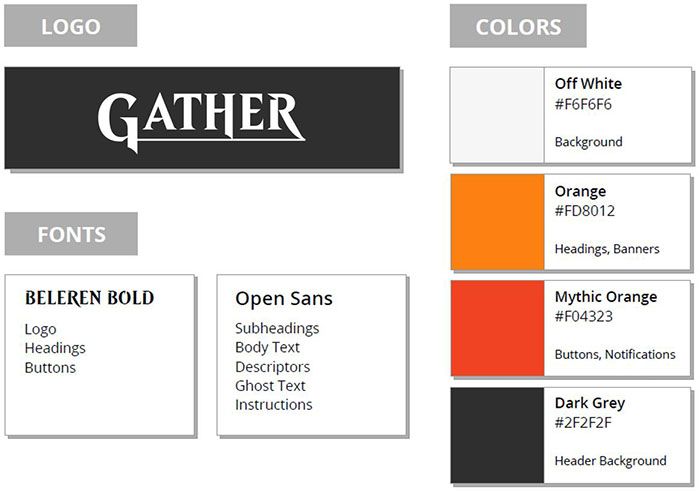 LOGO
GATHER
FONTS
BELEREN BOLD
Logo
Headings
Buttons
Open Sans
Subheadings
Body Text
Descriptors
Ghost Text
Instructions
COLORS
Off White
#F6F6F6
Background
Orange
#FD8012
Headings, Banners
Mythic Orange
#F04323
Buttons, Notifications
Dark Grey
#2F2F2F
Header Background